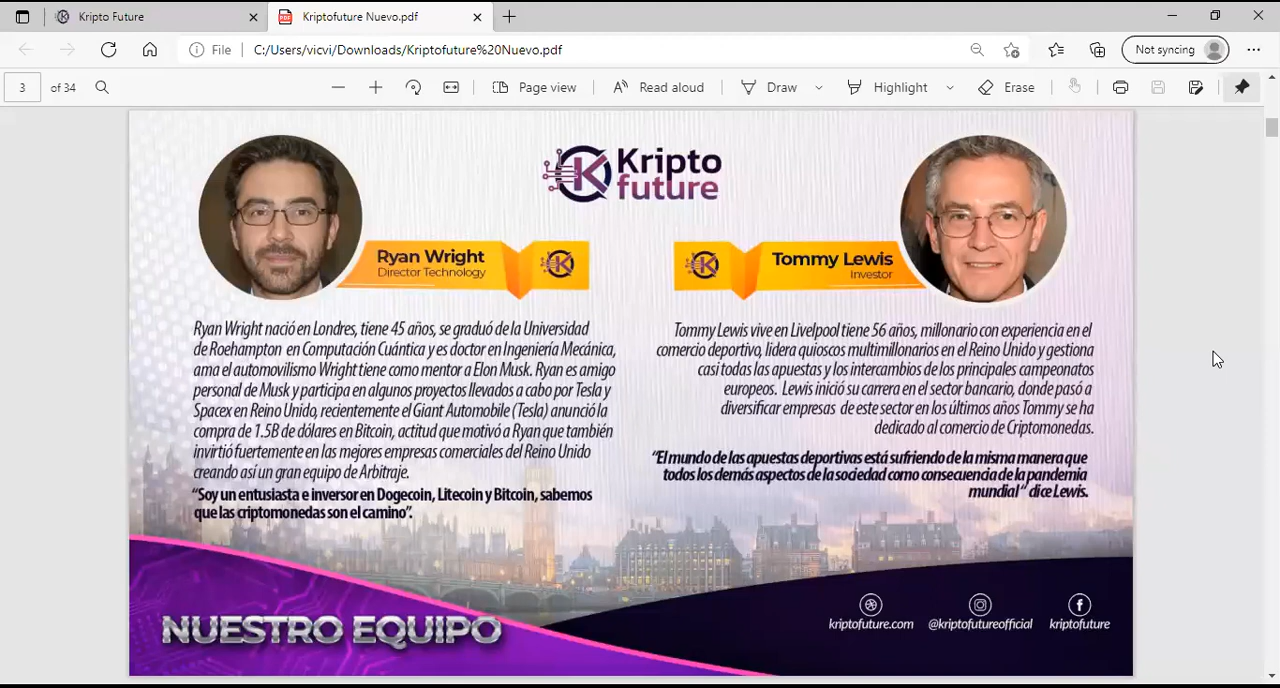 Kripto Future
Kriptofuture Nuevo.pdf
File
C:/Users/vicvi/Downloads/Kriptofuture%20Nuevo.pdf
Not syncing
3 of 34
Page view
Read aloud
Draw
Highlight
Erase
Kripto
future
Ryan Wright
Director Technology
Ryan Wright nació en Londres, tiene 45 años, se graduó de la Universidad
de Roehampton en Computación Cuántica y es doctor en Ingeniería Mecánica,
ama el automovilismo Wright tiene como mentor a Elon Musk. Ryan es amigo
personal de Musk y participa en algunos proyectos llevados a cabo por Tesla y
Spacex en Reino Unido, recientemente el Giant Automobile (Tesla) anunció la
compra de 1.5B de dólares en Bitcoin, actitud que motivó a Ryan que también
invirtió fuertemente en las mejores empresas comerciales del Reino Unido
creando así un gran equipo de Arbitraje.
"Soy un entusiasta e inversor en Dogecoin, Litecoin y Bitcoin, sabemos
que las criptomonedas son el camino".
Tommy Lewis
Investor
Tommy Lewis vive en Livelpool tiene 56 años, millonario con experiencia en el
comercio deportivo, lidera quioscos multimillonarios en el Reino Unido y gestiona
casi todas las apuestas y los intercambios de los principales campeonatos
europeos. Lewis inició su carrera en el sector bancario, donde pasó a
diversificar empresas de este sector en los últimos años Tommy se ha
dedicado al comercio de Criptomonedas.
"El mundo de las apuestas deportivas está sufriendo de la misma manera que
todos los demás aspectos de la sociedad como consecuencia de la pandemia
mundial" dice Lewis.
NUESTRO EQUIPO
kriptofuture.com
@kriptofutureofficial
kriptofuture